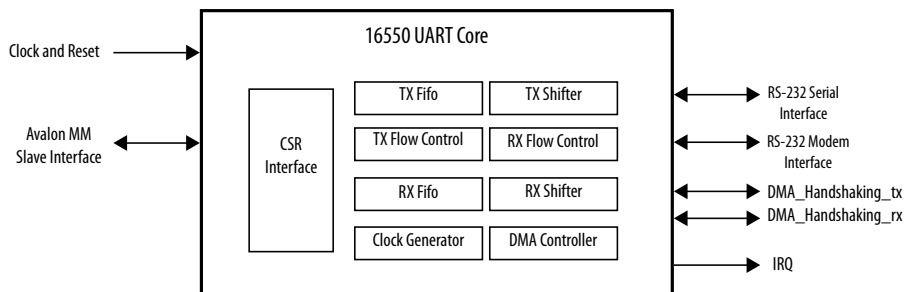 16550 UART Core
Clock and Reset
Avalon MM
Slave Interface
CSR
Interface
TX Fifo
TX Shifter
TX Flow Control
RX Flow Control
RX Fifo
RX Shifter
Clock Generator
DMA Controller
RS-232 Serial
Interface
RS-232 Modem
Interface
DMA_Handshaking_tx
DMA_Handshaking_rx
IRQ